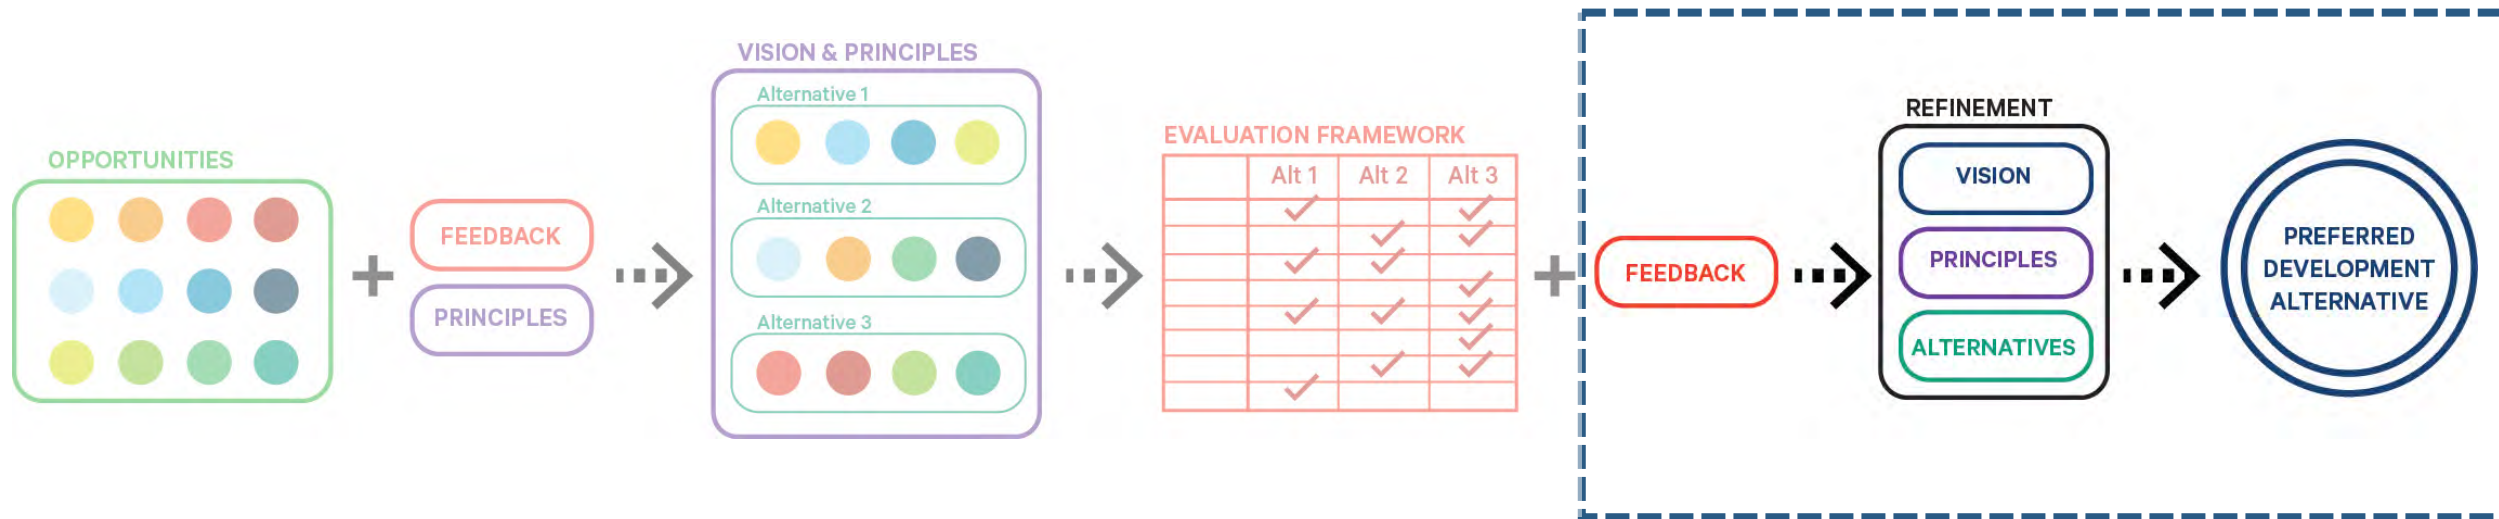 OPPORTUNITIES
FEEDBACK
PRINCIPLES
VISION & PRINCIPLES
Alternative 1
Alternative 2
Alternative 3
EVALUATION FRAMEWORK
Alt 1 Alt 2 Alt 3
FEEDBACK
REFINEMENT
VISION
PRINCIPLES
ALTERNATIVES
PREFERRED
DEVELOPMENT
ALTERNATIVE